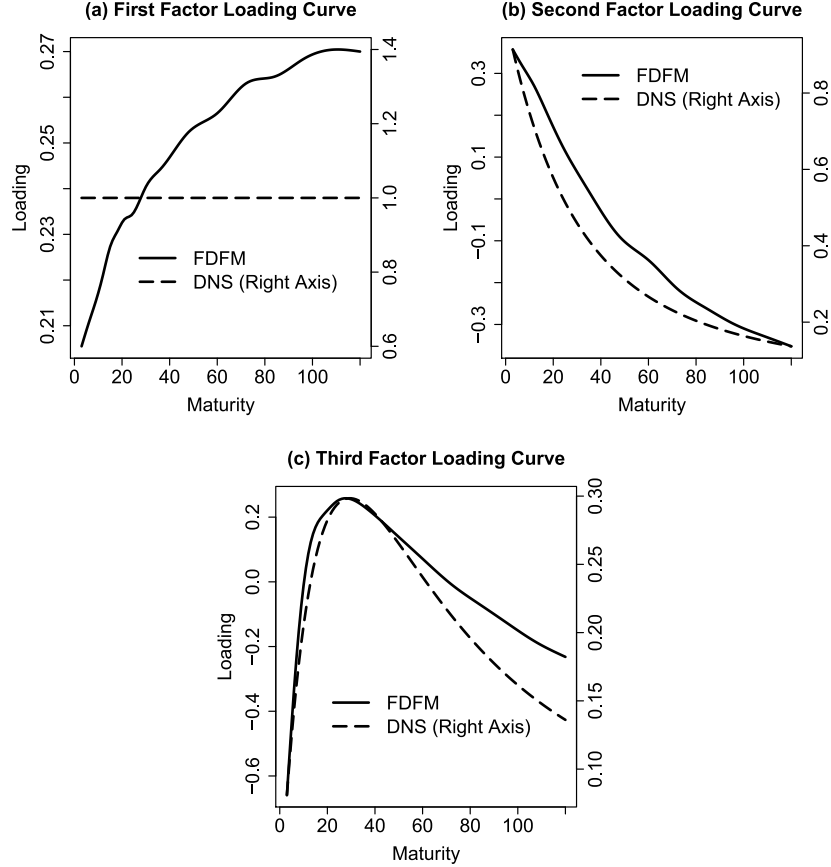 (a) First Factor Loading Curve
0.27
0.25
0.23
0.21
Loading
1.4
1.2
1.0
0.8
0.6
FDFM
DNS (Right Axis)
0 20 40 60 80 100
Maturity
(b) Second Factor Loading Curve
0.3
0.1
−0.1
−0.3
Loading
0.8
0.6
0.4
0.2
FDFM
DNS (Right Axis)
0 20 40 60 80 100
Maturity
(c) Third Factor Loading Curve
0.2
0.0
−0.2
−0.4
−0.6
Loading
0.30
0.25
0.20
0.15
0.10
FDFM
DNS (Right Axis)
0 20 40 60 80 100
Maturity